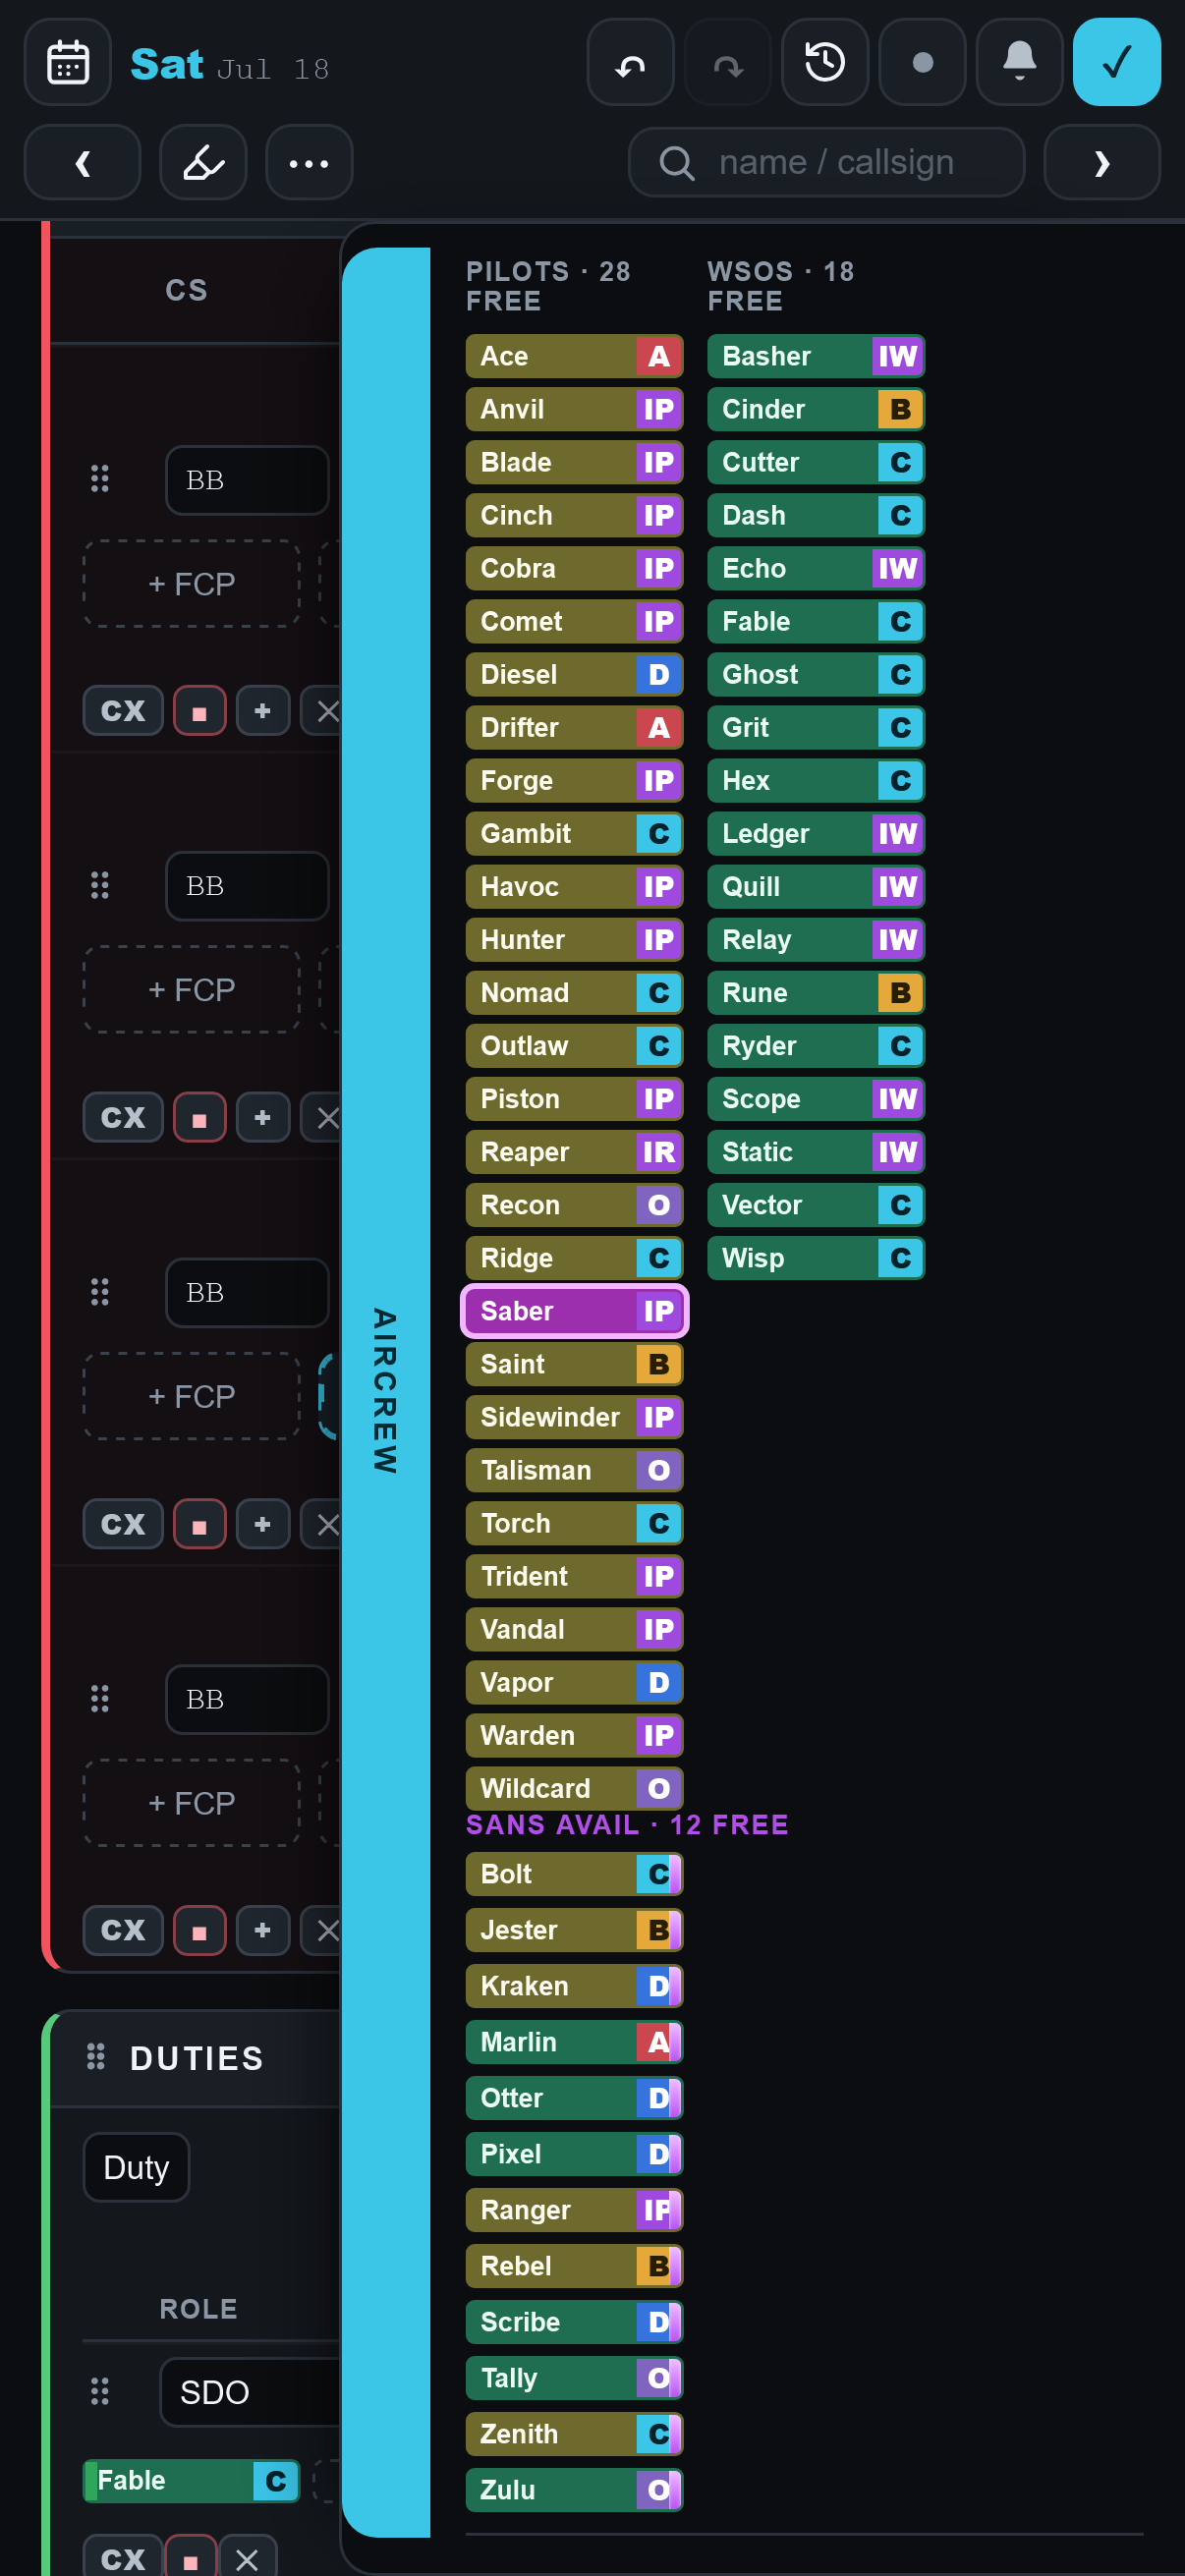 Sat Jul 18
name / callsign
CS
BB
+ FCP
CX
BB
+ FCP
CX
BB
+ FCP
CX
BB
+ FCP
CX
DUTIES
Duty
ROLE
SDO
Fable C
CX
AIRCREW
PILOTS · 28
FREE
Ace A
Anvil IP
Blade IP
Cinch IP
Cobra IP
Comet IP
Diesel D
Drifter A
Forge IP
Gambit C
Havoc IP
Hunter IP
Nomad C
Outlaw C
Piston IP
Reaper IR
Recon O
Ridge C
Saber IP
Saint B
Sidewinder IP
Talisman O
Torch C
Trident IP
Vandal IP
Vapor D
Warden IP
Wildcard O
WSOS · 18
FREE
Basher IW
Cinder B
Cutter C
Dash C
Echo IW
Fable C
Ghost C
Grit C
Hex C
Ledger IW
Quill IW
Relay IW
Rune B
Ryder C
Scope IW
Static IW
Vector C
Wisp C
SANS AVAIL · 12 FREE
Bolt C
Jester B
Kraken D
Marlin A
Otter D
Pixel D
Ranger IP
Rebel B
Scribe D
Tally O
Zenith C
Zulu O